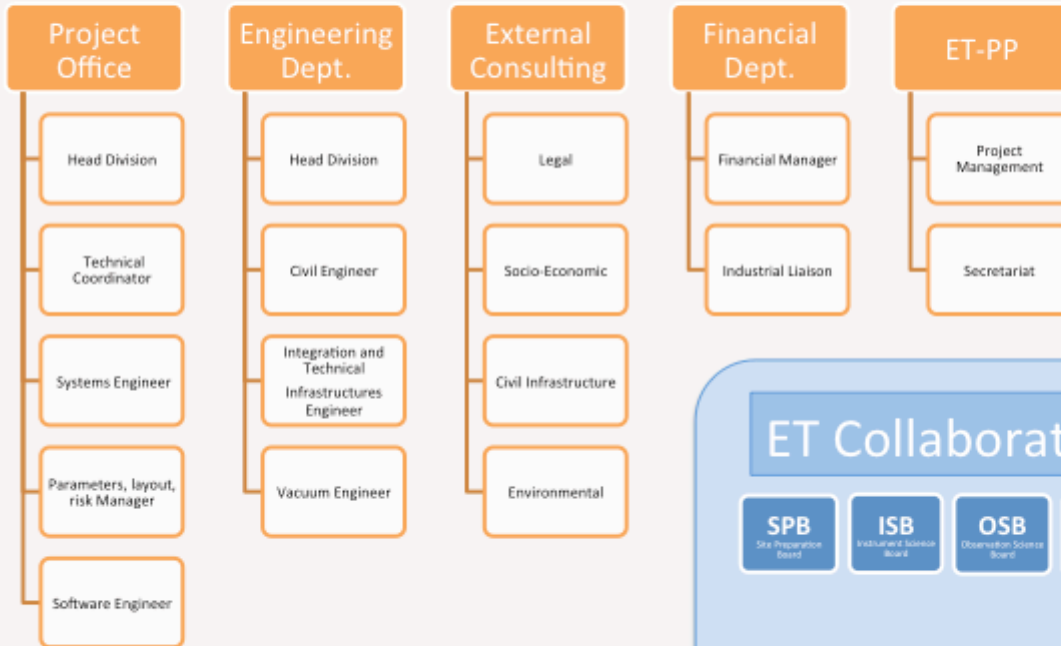 Project
Office
Head Division
Technical
Coordinator
Systems Engineer
Parameters, layout,
risk Manager
Software Engineer
Engineering
Dept.
Head Division
Civil Engineer
Integration and
Technical
Infrastructures
Engineer
Vacuum Engineer
External
Consulting
Legal
Socio-Economic
Civil Infrastructure
Environmental
Financial
Dept.
Financial Manager
Industrial Liaison
ET-PP
Project
Management
Secretariat
ET Collaborat
SPB
Site Preparation
Board
ISB
Instrument Science
Board
OSB
Observation Science
Board